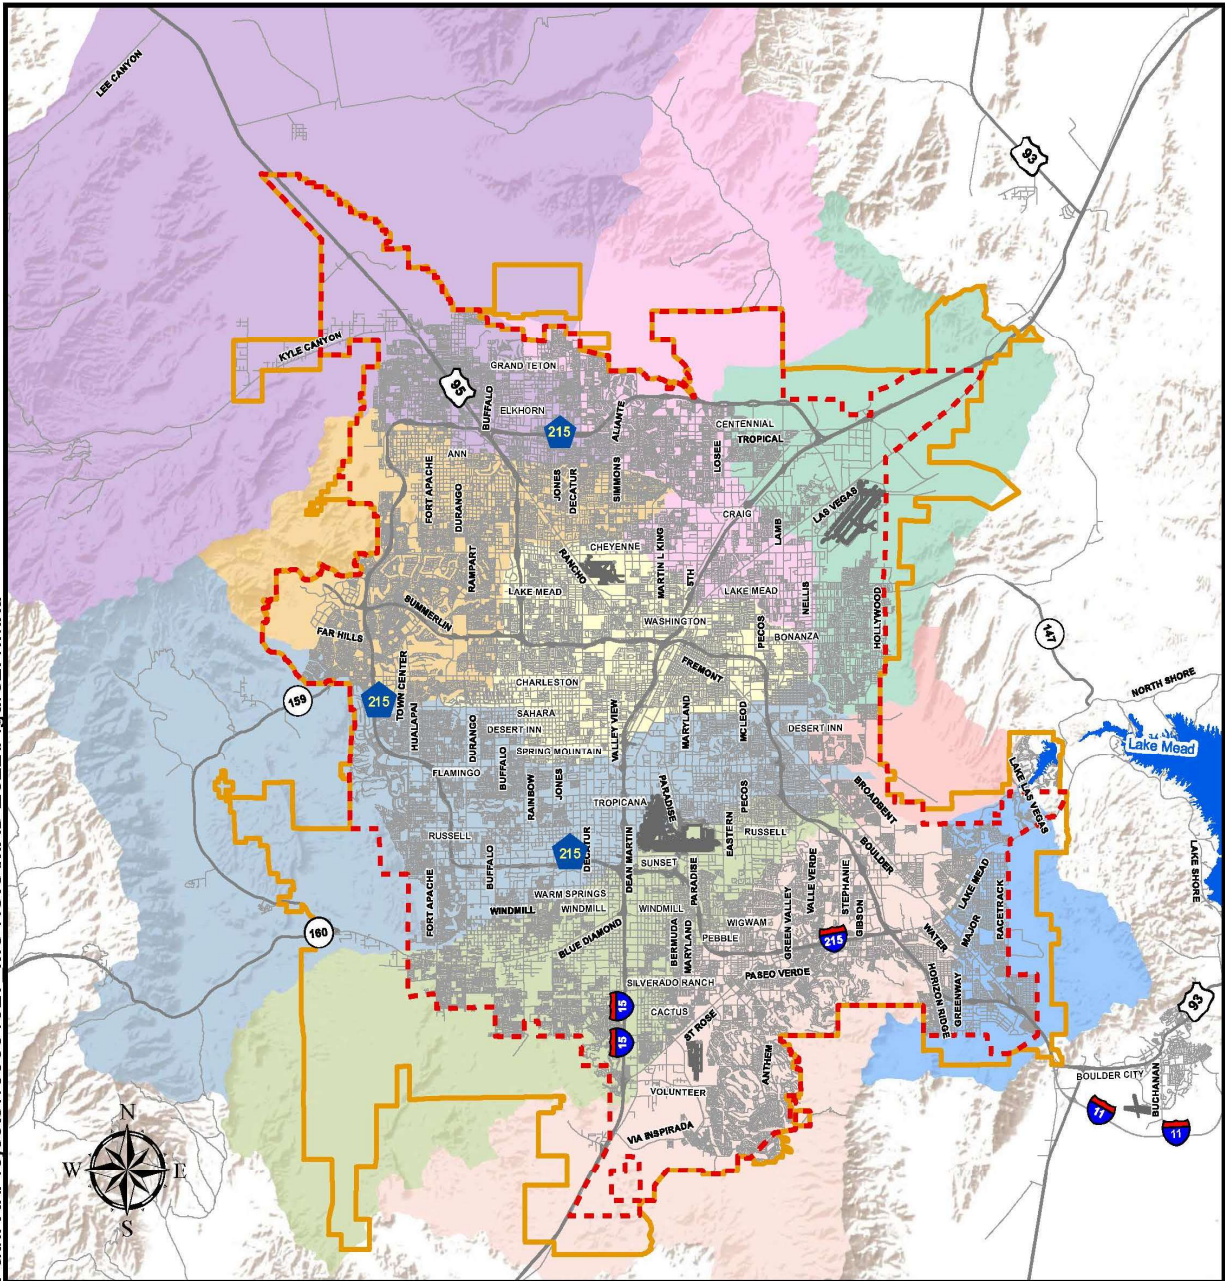 LEE CANYON
93
KYLE CANYON
95
GRAND TETON
BUFFALO
ELKHORN
215
ALIANTE
CENTENNIAL
TROPICAL
ANN
LOSEE
FORT APACHE
DURANGO
JONES
DECATUR
SIMMONS
CRAIG
LAS VEGAS
LAMB
CHEYENNE
RANCHO
MARTIN L KING
5TH
RAMPART
LAKE MEAD
LAKE MEAD
NELLIS
SUMMERLIN
WASHINGTON
HOLLYWOOD
FAR HILLS
PECOS
BONANZA
147
FREMONT
TOWN CENTER
CHARLESTON
NORTH SHORE
159
215
HUALAPAI
SAHARA
DURANGO
DESERT INN
VALLEY VIEW
MARYLAND
MCLEOD
DESERT INN
Lake Mead
BUFFALO
SPRING MOUNTAIN
FLAMINGO
RAINBOW
JONES
LAKE LAS VEGAS
TROPICANA
PARADISE
PECOS
BROADBENT
RUSSELL
EASTERN
RUSSELL
BOULDER
215
DECATUR
SUNSET
DEAN MARTIN
BUFFALO
PARADISE
VALLE VERDE
STEPHANIE
LAKE MEAD
LAKE SHORE
FORT APACHE
WARM SPRINGS
WINDMILL
WINDMILL
WINDMILL
GREEN VALLEY
GIBSON
RACETRACK
WIGWAM
BERMUDA
MARYLAND
PEBBLE
215
WATER
MAJOR
160
BLUE DIAMOND
PASEO VERDE
SILVERADO RANCH
HORIZON RIDGE
GREENWAY
93
15
CACTUS
ST ROSE
15
ANTHEM
BOULDER CITY
VOLUNTEER
BUCHANAN
11
11
VIA INSPIRADA
N
W
E
S